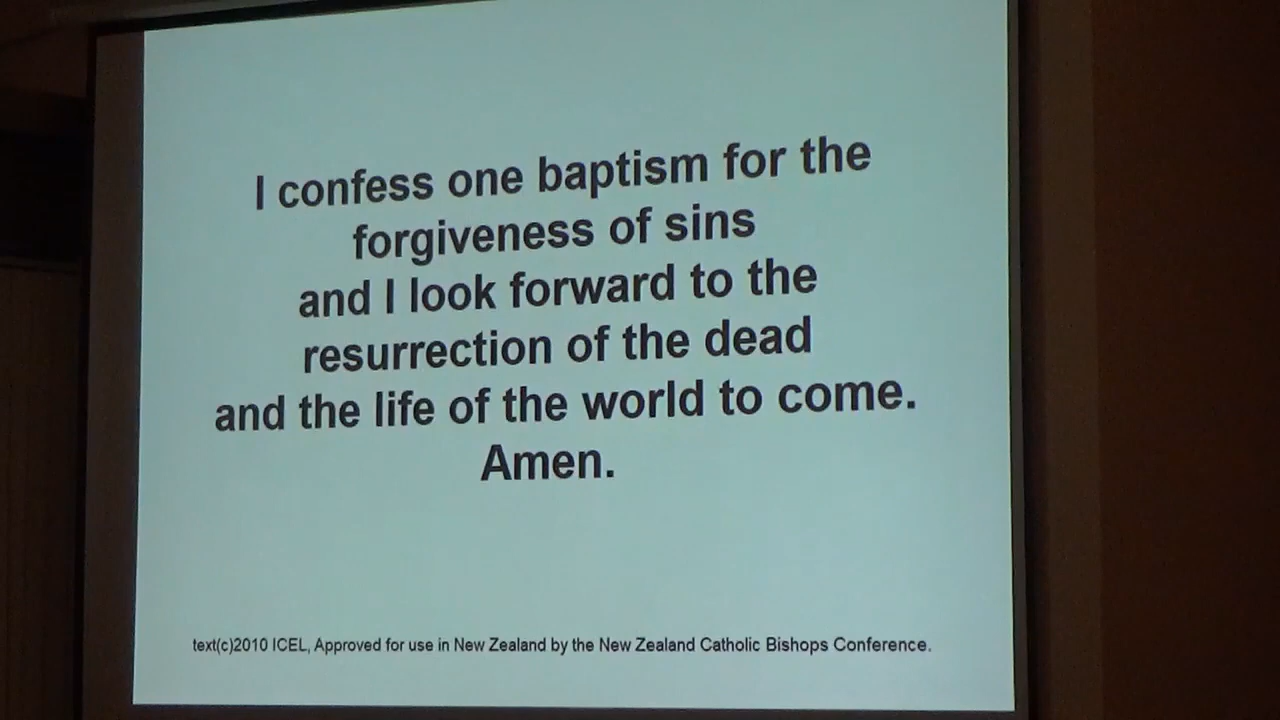 I confess one baptism for the
forgiveness of sins
and I look forward to the
resurrection of the dead
and the life of the world to come.
Amen.
text(c)2010 ICEL, Approved for use in New Zealand by the New Zealand Catholic Bishops Conference.